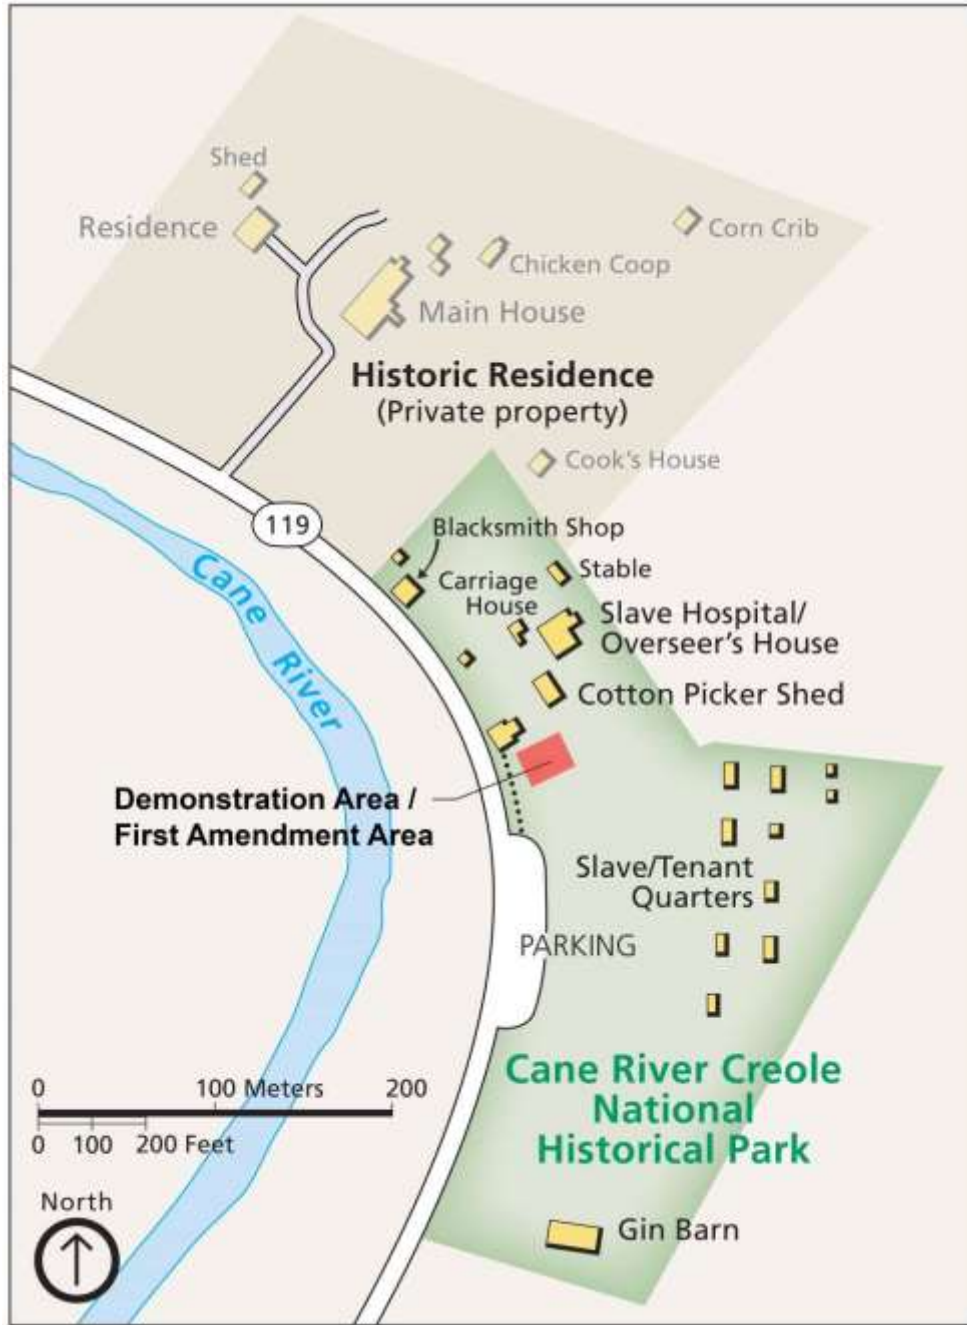 Shed
Residence
Corn Crib
Chicken Coop
Main House
Historic Residence
(Private property)
Cook's House
119
Blacksmith Shop
Cane
River
Carriage
House
Stable
Slave Hospital/
Overseer's House
Cotton Picker Shed
Demonstration Area /
First Amendment Area
Slave/Tenant
Quarters
PARKING
Cane River Creole
National
Historical Park
0 100 Meters 200
0 100 200 Feet
North
Gin Barn